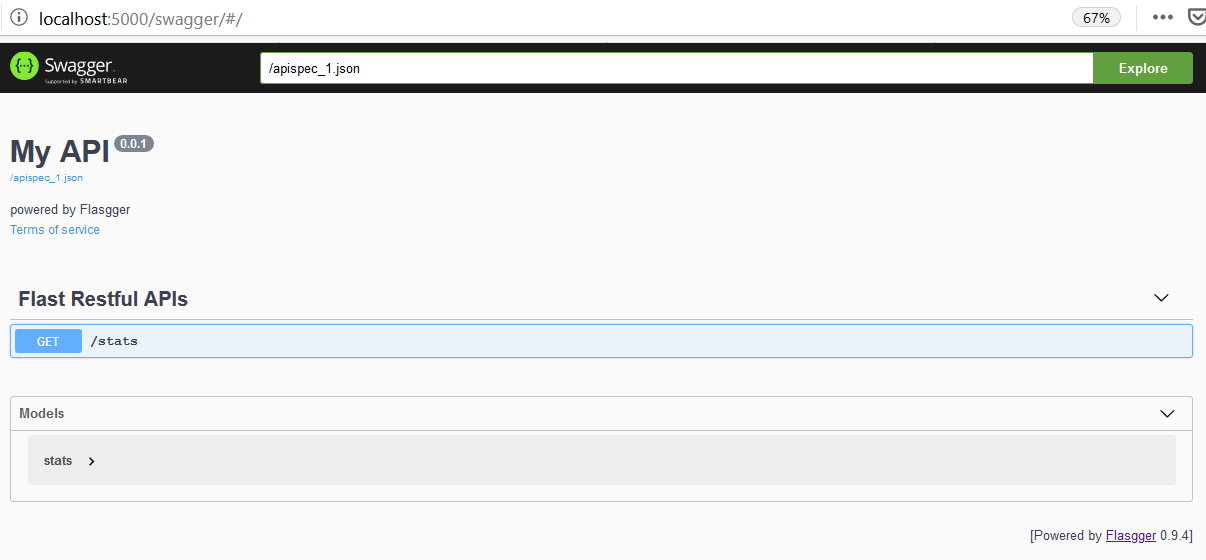 localhost:5000/swagger/#/
67%
Swagger
Supported by SMARTBEAR
/apispec_1.json
Explore
My API 0.0.1
/apispec_1.json
powered by Flasgger
Terms of service
Flast Restful APIs
GET /stats
Models
stats
[Powered by Flasgger 0.9.4]